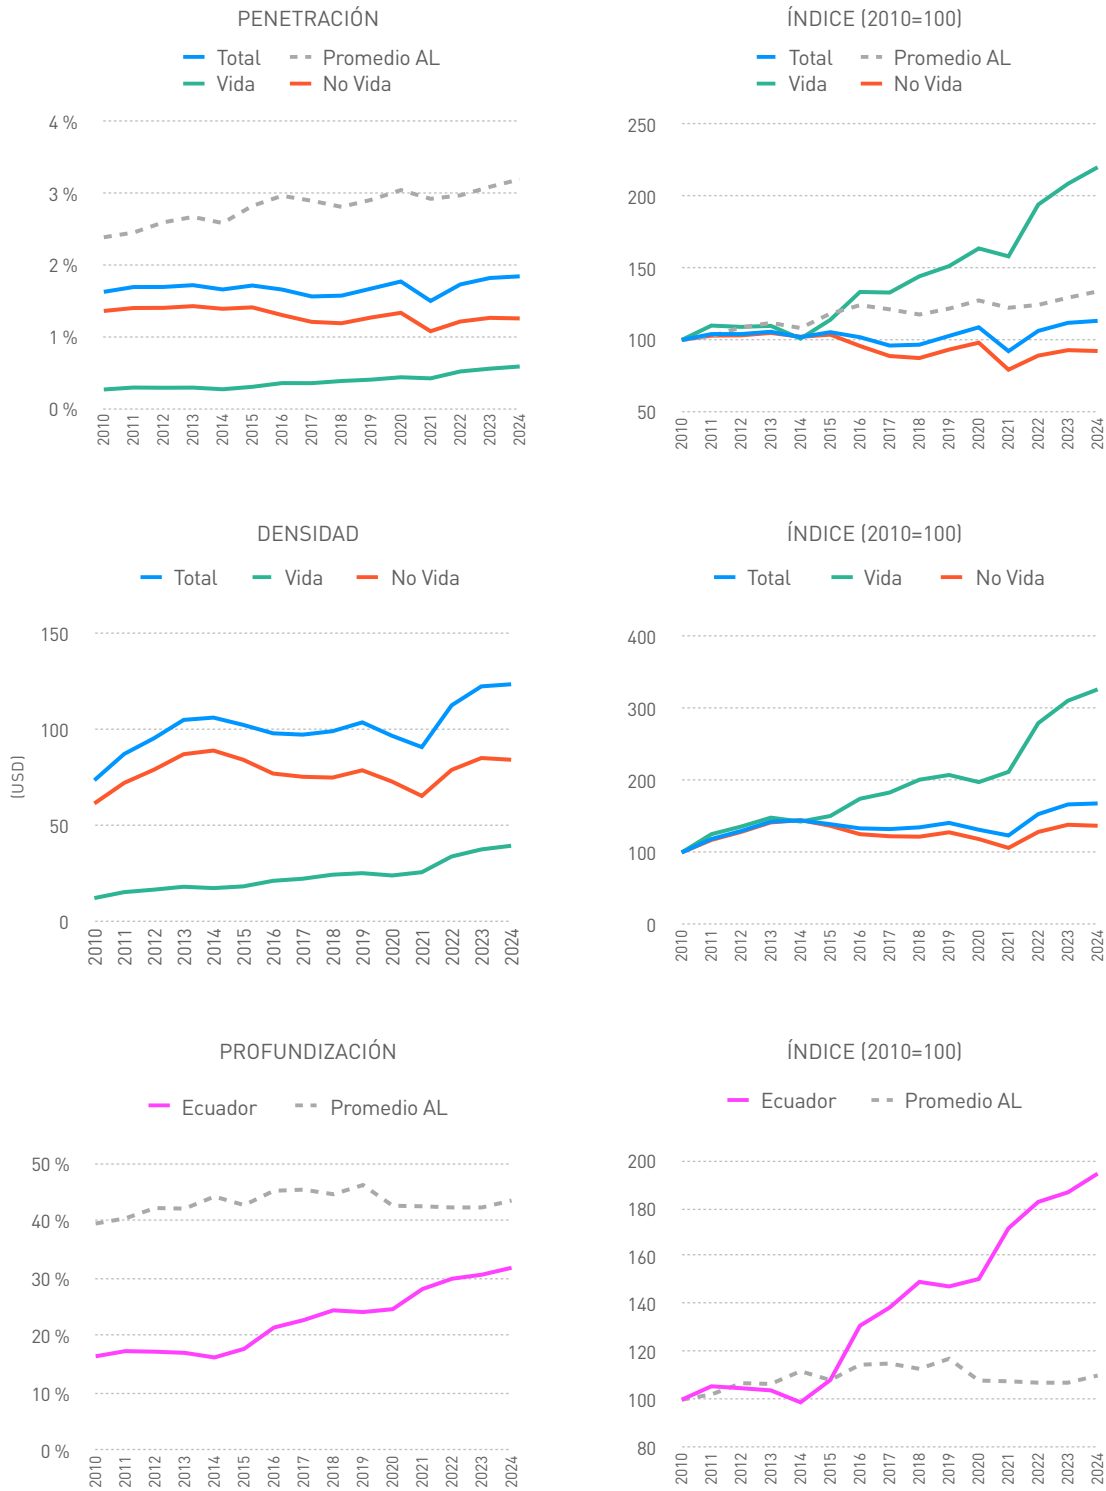 PENETRACIÓN
Total Promedio AL
Vida No Vida
4 %
3 %
2 %
1 %
0 %
2010 2011 2012 2013 2014 2015 2016 2017 2018 2019 2020 2021 2022 2023 2024
ÍNDICE (2010=100)
Total Promedio AL
Vida No Vida
250
200
150
100
50
2010 2011 2012 2013 2014 2015 2016 2017 2018 2019 2020 2021 2022 2023 2024
DENSIDAD
Total Vida No Vida
(USD)
150
100
50
0
2010 2011 2012 2013 2014 2015 2016 2017 2018 2019 2020 2021 2022 2023 2024
ÍNDICE (2010=100)
Total Vida No Vida
400
300
200
100
0
2010 2011 2012 2013 2014 2015 2016 2017 2018 2019 2020 2021 2022 2023 2024
PROFUNDIZACIÓN
Ecuador Promedio AL
50 %
40 %
30 %
20 %
10 %
0 %
2010 2011 2012 2013 2014 2015 2016 2017 2018 2019 2020 2021 2022 2023 2024
ÍNDICE (2010=100)
Ecuador Promedio AL
200
180
160
140
120
100
80
2010 2011 2012 2013 2014 2015 2016 2017 2018 2019 2020 2021 2022 2023 2024